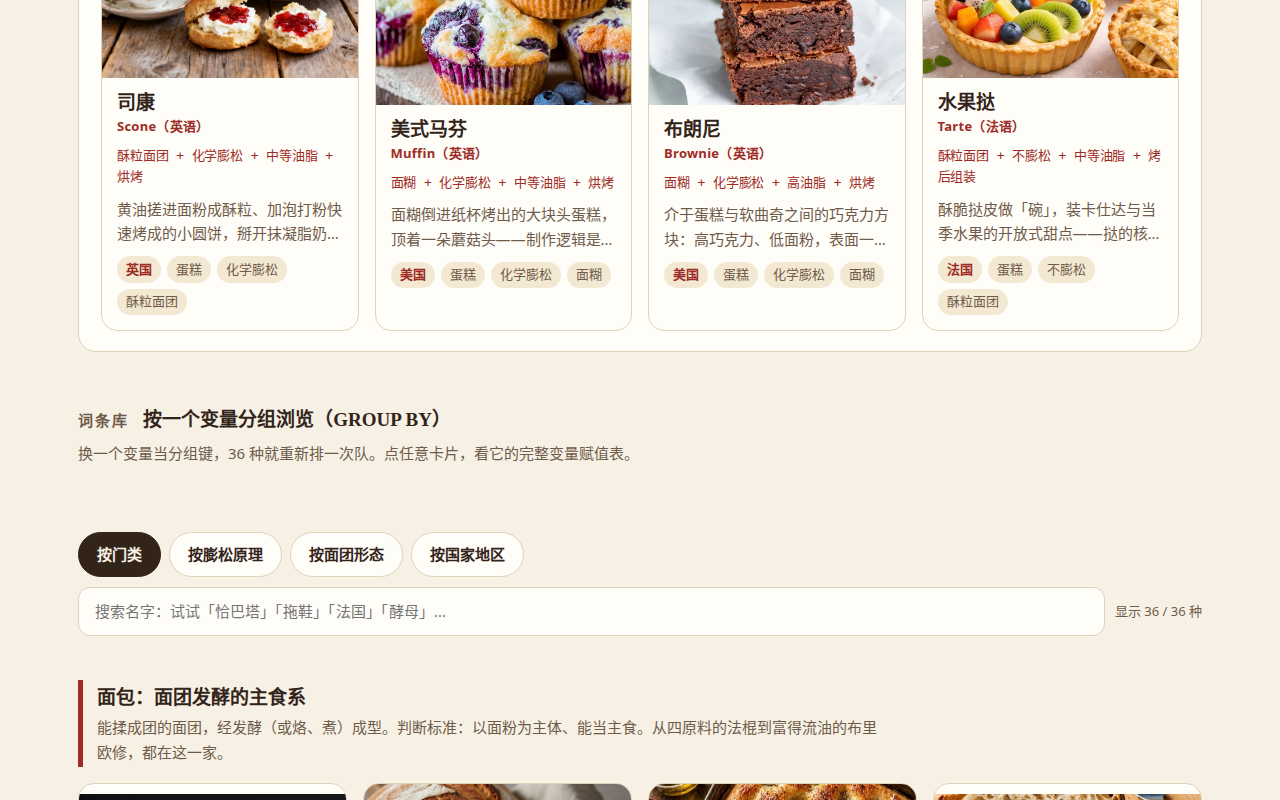 司康
Scone（英语）
酥粒面团 + 化学膨松 + 中等油脂 +
烘烤
黄油搓进面粉成酥粒、加泡打粉快
速烤成的小圆饼，掰开抹凝脂奶...
英国 蛋糕 化学膨松
酥粒面团
美式马芬
Muffin（英语）
面糊 + 化学膨松 + 中等油脂 + 烘烤
面糊倒进纸杯烤出的大块头蛋糕，
顶着一朵蘑菇头——制作逻辑是...
美国 蛋糕 化学膨松 面糊
布朗尼
Brownie（英语）
面糊 + 化学膨松 + 高油脂 + 烘烤
介于蛋糕与软曲奇之间的巧克力方
块：高巧克力、低面粉，表面一...
美国 蛋糕 化学膨松 面糊
水果挞
Tarte（法语）
酥粒面团 + 不膨松 + 中等油脂 + 烤
后组装
酥脆挞皮做「碗」，装卡仕达与当
季水果的开放式甜点——挞的核...
法国 蛋糕 不膨松
酥粒面团
词条库 按一个变量分组浏览（GROUP BY）
换一个变量当分组键，36 种就重新排一次队。点任意卡片，看它的完整变量赋值表。
按门类 按膨松原理 按面团形态 按国家地区
搜索名字：试试「恰巴塔」「拖鞋」「法国」「酵母」...
显示 36 / 36 种
面包：面团发酵的主食系
能揉成团的面团，经发酵（或烙、煮）成型。判断标准：以面粉为主体、能当主食。从四原料的法棍到富得流油的布里
欧修，都在这一家。